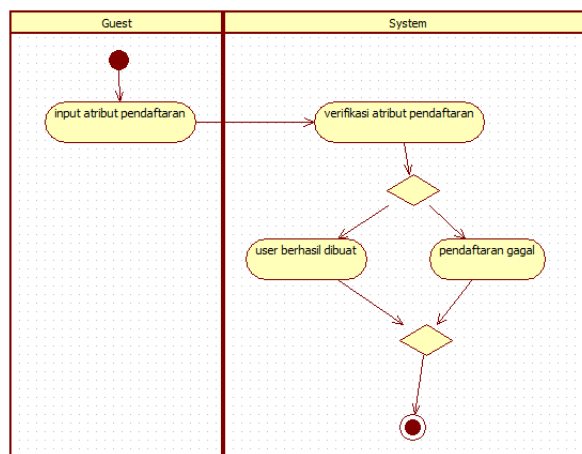 Guest
System
input atribut pendaftaran
verifikasi atribut pendaftaran
user berhasil dibuat
pendaftaran gagal